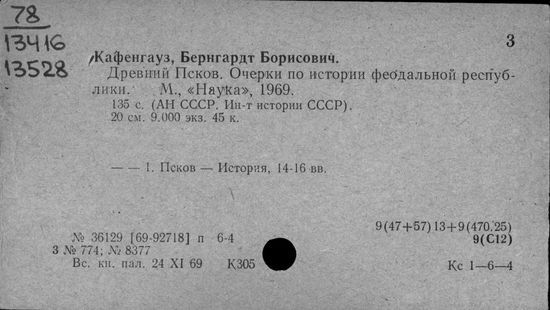 78
13416
13528
3
Кафенгауз, Бернгардт Борисович.
Древний Псков. Очерки по истории феодальной респуб-
лики. М., «Наука», 1969.
135 с. (АН СССР. Ин-т истории СССР).
20 см. 9.000 экз. 45 к.
— — 1. Псков — История, 14-16 вв.
9(47+57)13+9(470.25)
№ 36129 [69-92718] п 6-4
9(С12)
3 № 774; № 8377
Вс. кн. пал. 24 XI 69 К305
Кс 1—6—4